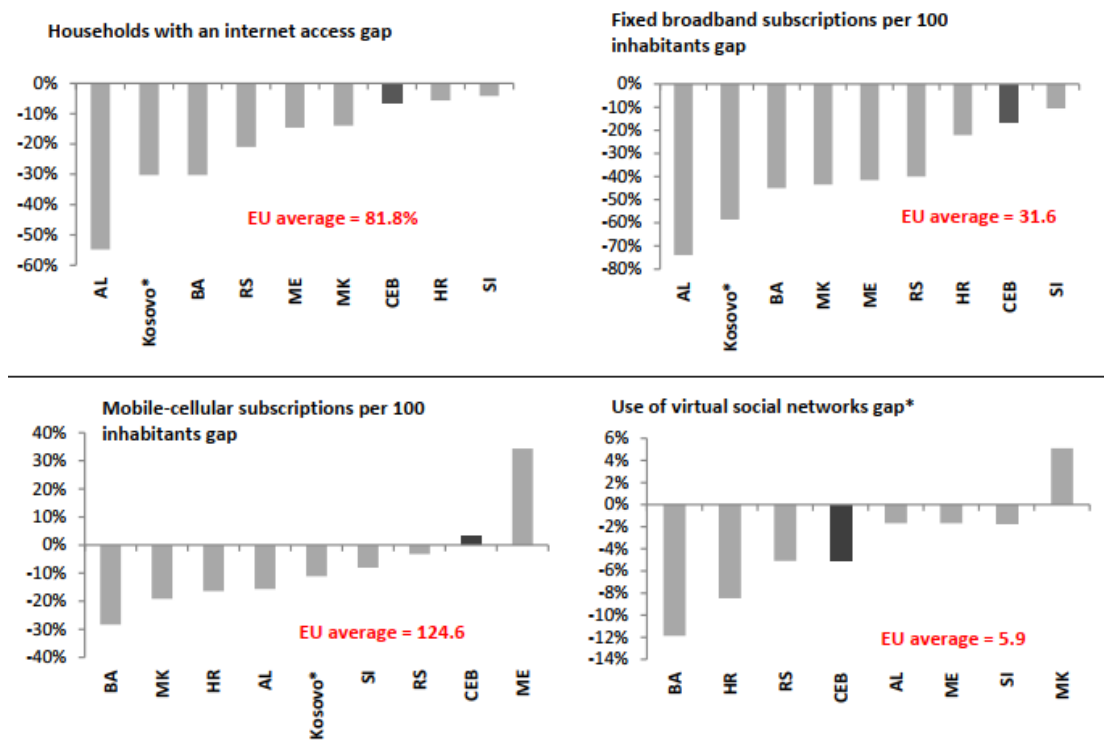 Households with an internet access gap
0%
-10%
-20%
-30%
-40%
-50%
-60%
EU average = 81.8%
AL
Kosovo*
BA
RS
ME
MK
CEB
HR
SI
Fixed broadband subscriptions per 100
inhabitants gap
0%
-10%
-20%
-30%
-40%
-50%
-60%
-70%
-80%
EU average = 31.6
AL
Kosovo*
BA
MK
ME
RS
HR
CEB
SI
Mobile-cellular subscriptions per 100
inhabitants gap
40%
30%
20%
10%
0%
-10%
-20%
-30%
-40%
EU average = 124.6
BA
MK
HR
AL
Kosovo*
SI
RS
CEB
ME
Use of virtual social networks gap*
6%
4%
2%
0%
-2%
-4%
-6%
-8%
-10%
-12%
-14%
EU average = 5.9
BA
HR
RS
CEB
AL
ME
SI
MK